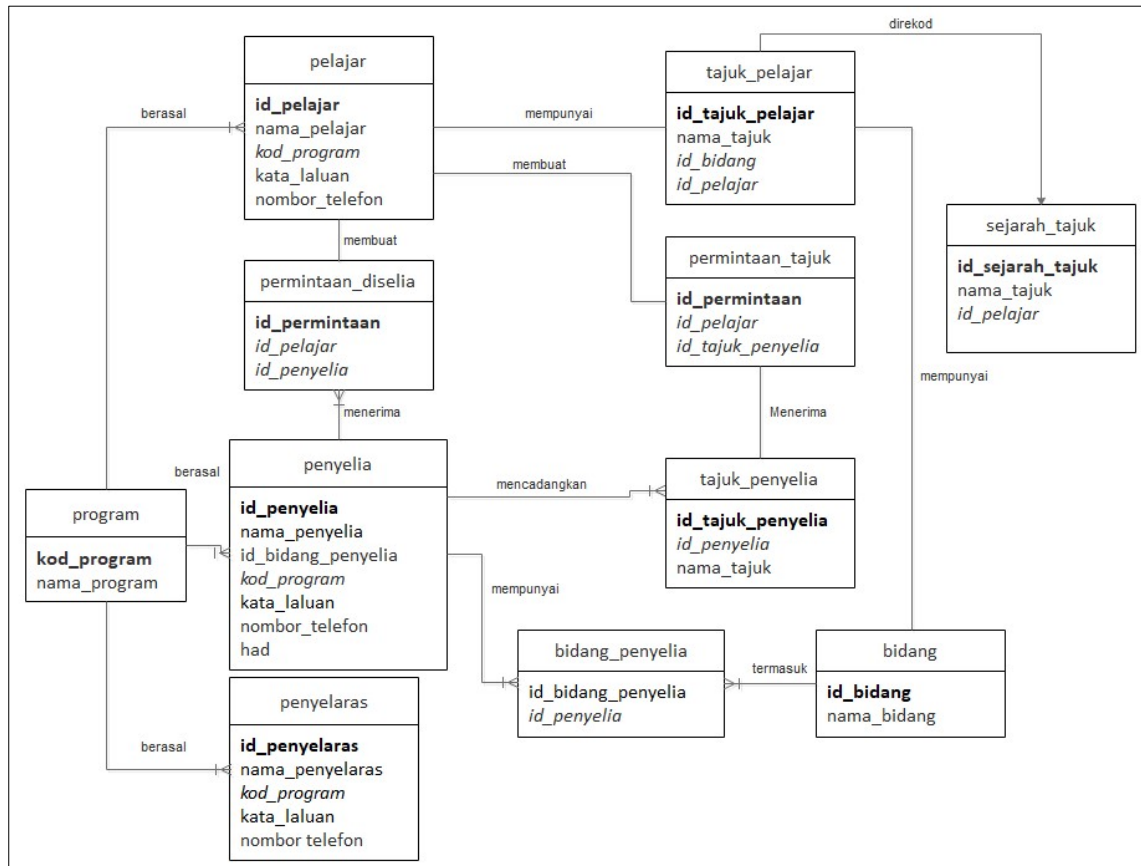 direkod
pelajar
id_pelajar
nama_pelajar
kod_program
kata_laluan
nombor_telefon
berasal
mempunyai
membuat
tajuk_pelajar
id_tajuk_pelajar
nama_tajuk
id_bidang
id_pelajar
sejarah_tajuk
id_sejarah_tajuk
nama_tajuk
id_pelajar
membuat
permintaan_diselia
id_permintaan
id_pelajar
id_penyelia
permintaan_tajuk
id_permintaan
id_pelajar
id_tajuk_penyelia
mempunyai
menerima
Menerima
berasal
penyelia
id_penyelia
nama_penyelia
id_bidang_penyelia
kod_program
kata_laluan
nombor_telefon
had
mencadangkan
tajuk_penyelia
id_tajuk_penyelia
id_penyelia
nama_tajuk
program
kod_program
nama_program
mempunyai
bidang_penyelia
id_bidang_penyelia
id_penyelia
termasuk
bidang
id_bidang
nama_bidang
berasal
penyelaras
id_penyelaras
nama_penyelaras
kod_program
kata_laluan
nombor telefon